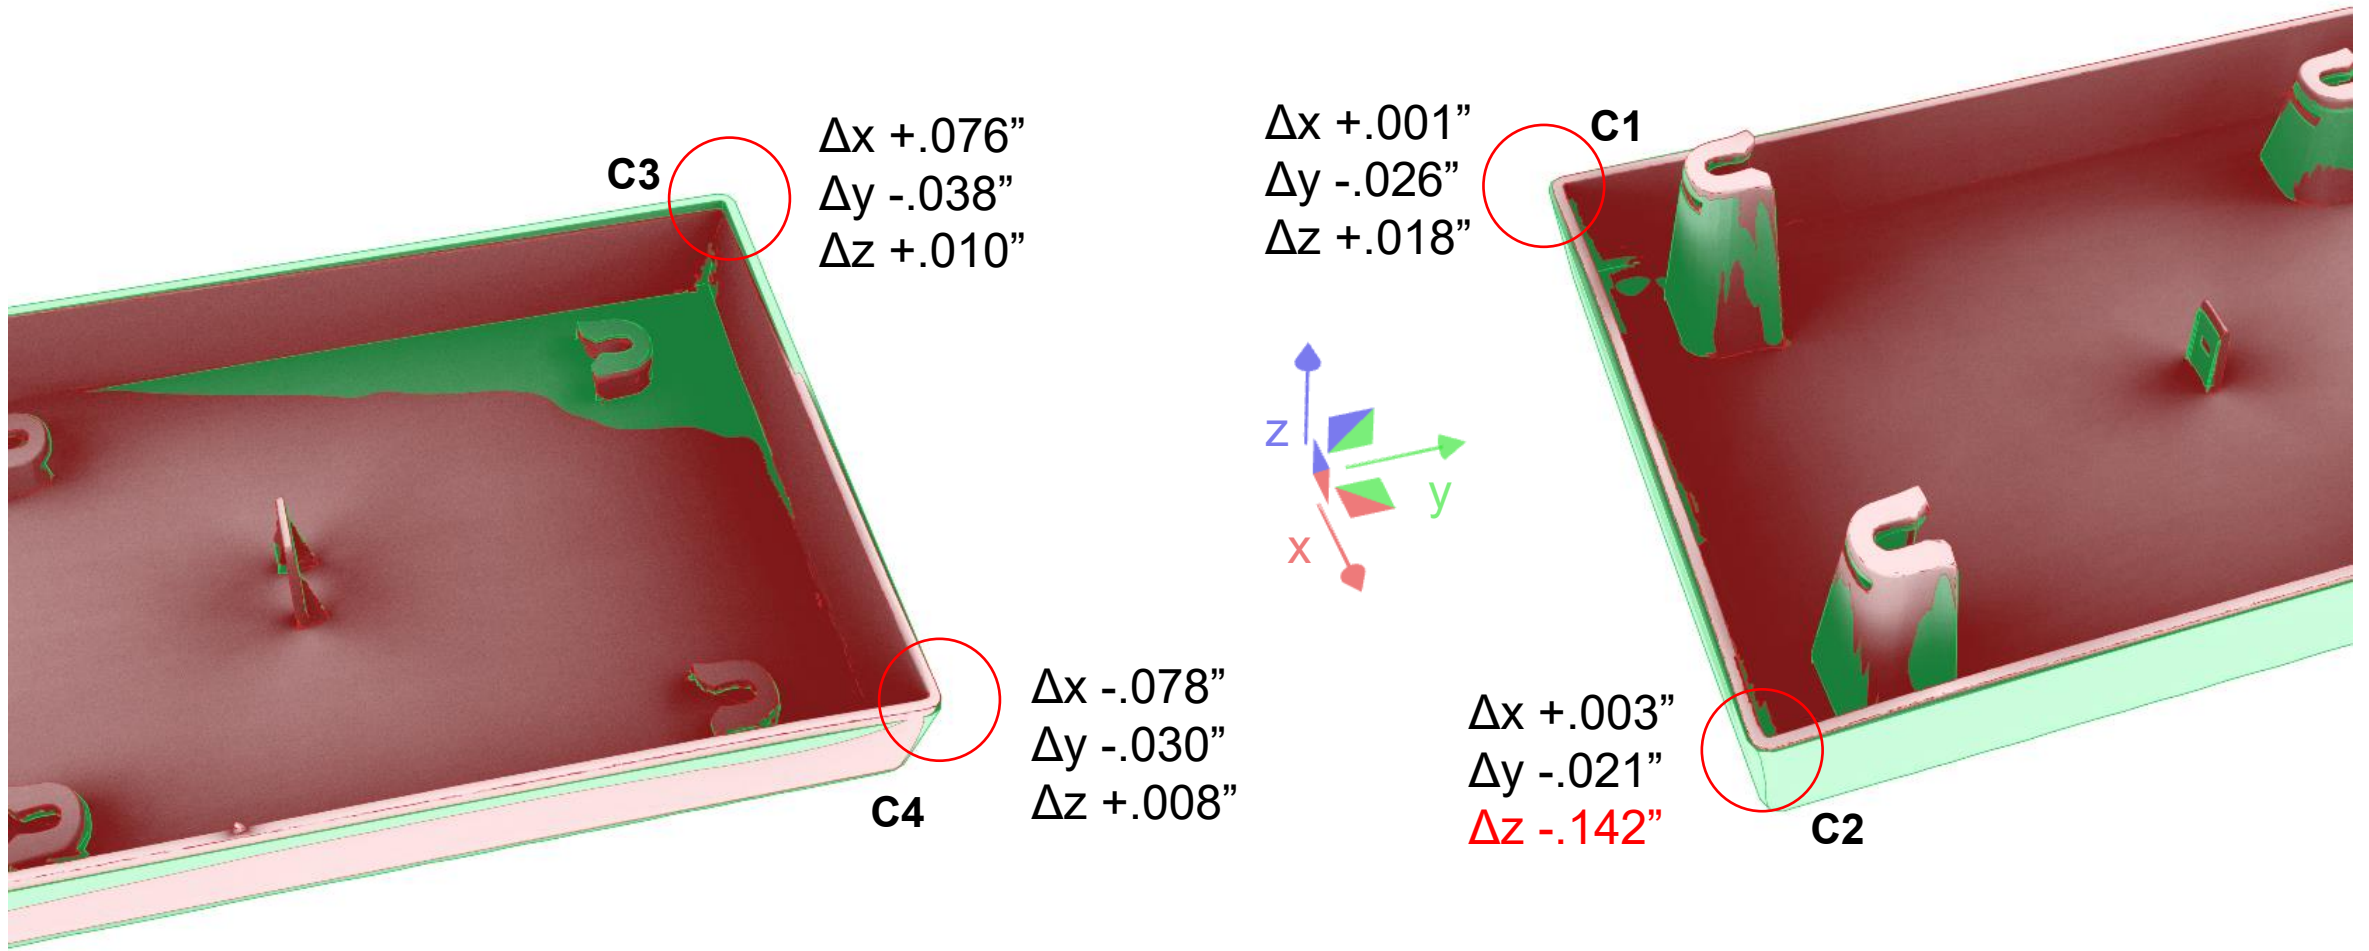 C3
Δx +.076”
Δy -.038”
Δz +.010”
Δx +.001”
Δy -.026”
Δz +.018”
C1
z
y
x
Δx -.078”
Δy -.030”
Δz +.008”
C4
Δx +.003”
Δy -.021”
Δz -.142”
C2